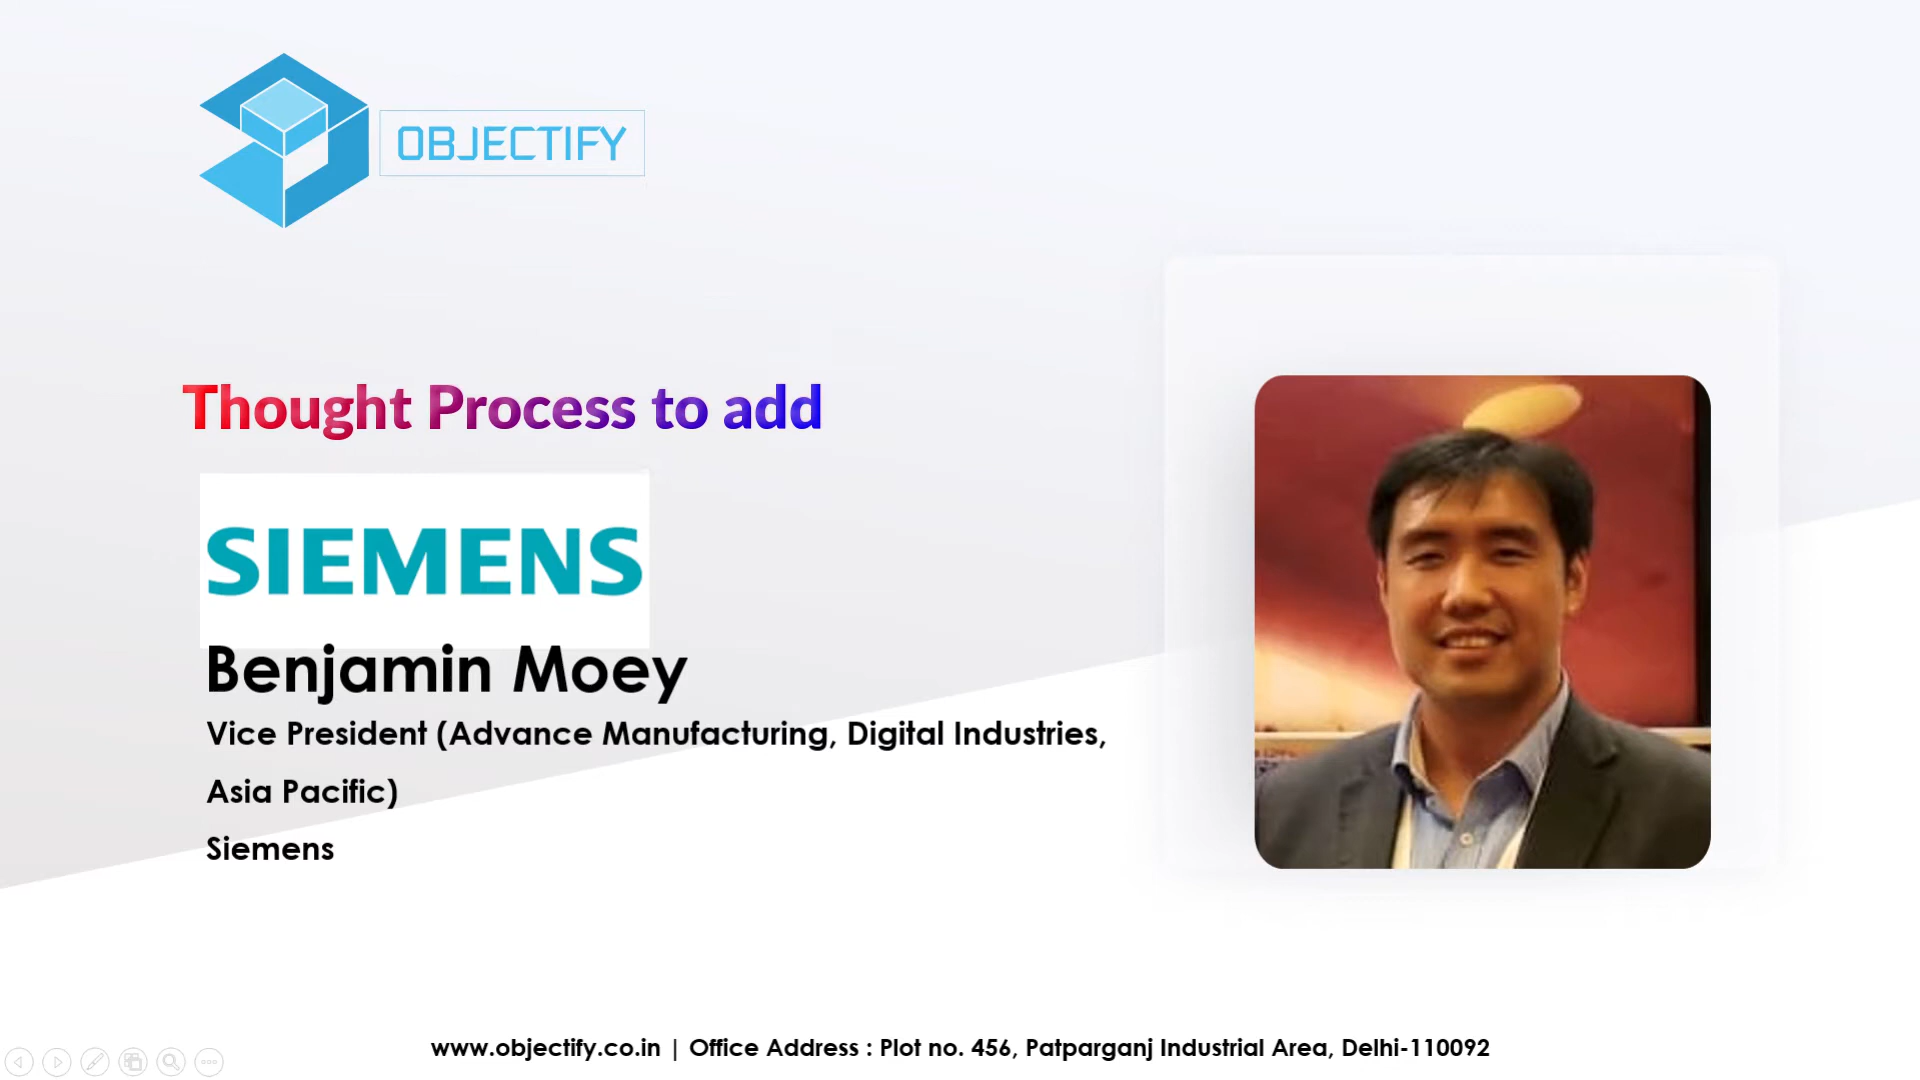 OBJECTIFY
Thought Process to add
SIEMENS
Benjamin Moey
Vice President (Advance Manufacturing, Digital Industries,
Asia Pacific)
Siemens
www.objectify.co.in | Office Address : Plot no. 456, Patparganj Industrial Area, Delhi-110092